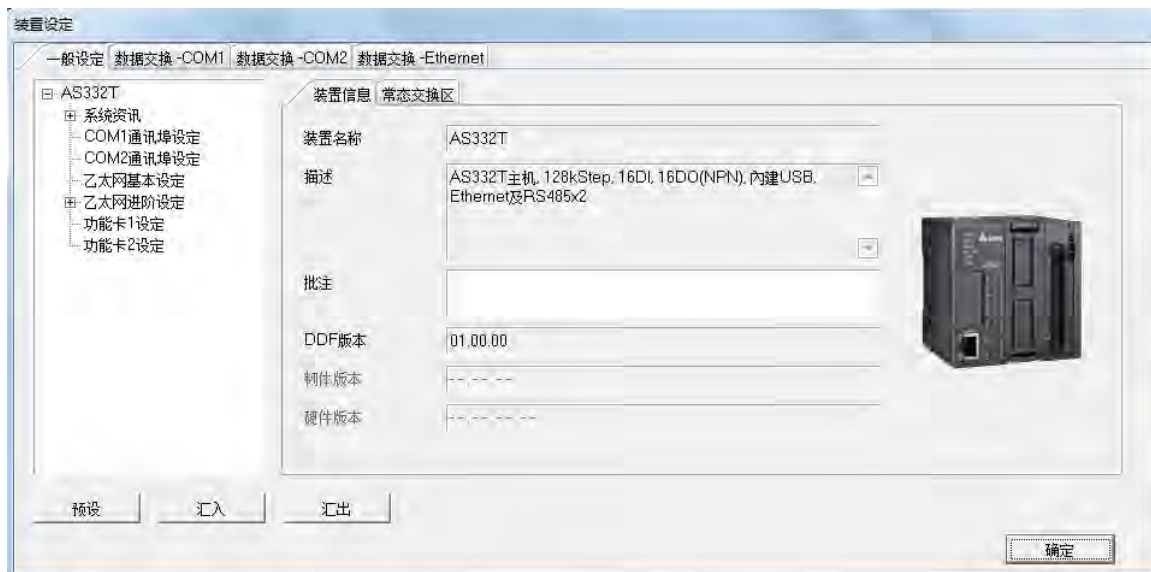 装置设定
一般设定 数据交换 -COM1 数据交换 -COM2 数据交换 -Ethernet
AS332T
系统资讯
COM1通讯埠设定
COM2通讯埠设定
乙太网基本设定
乙太网进阶设定
功能卡1设定
功能卡2设定
装置信息 常态交换区
装置名称 AS332T
描述 AS332T主机, 128kStep, 16DI, 16DO(NPN), 內建USB,
Ethernet及RS485x2
批注
DDF版本 01.00.00
韧体版本 --.--.--
硬件版本 --.--.--.--
预设 汇入 汇出
确定